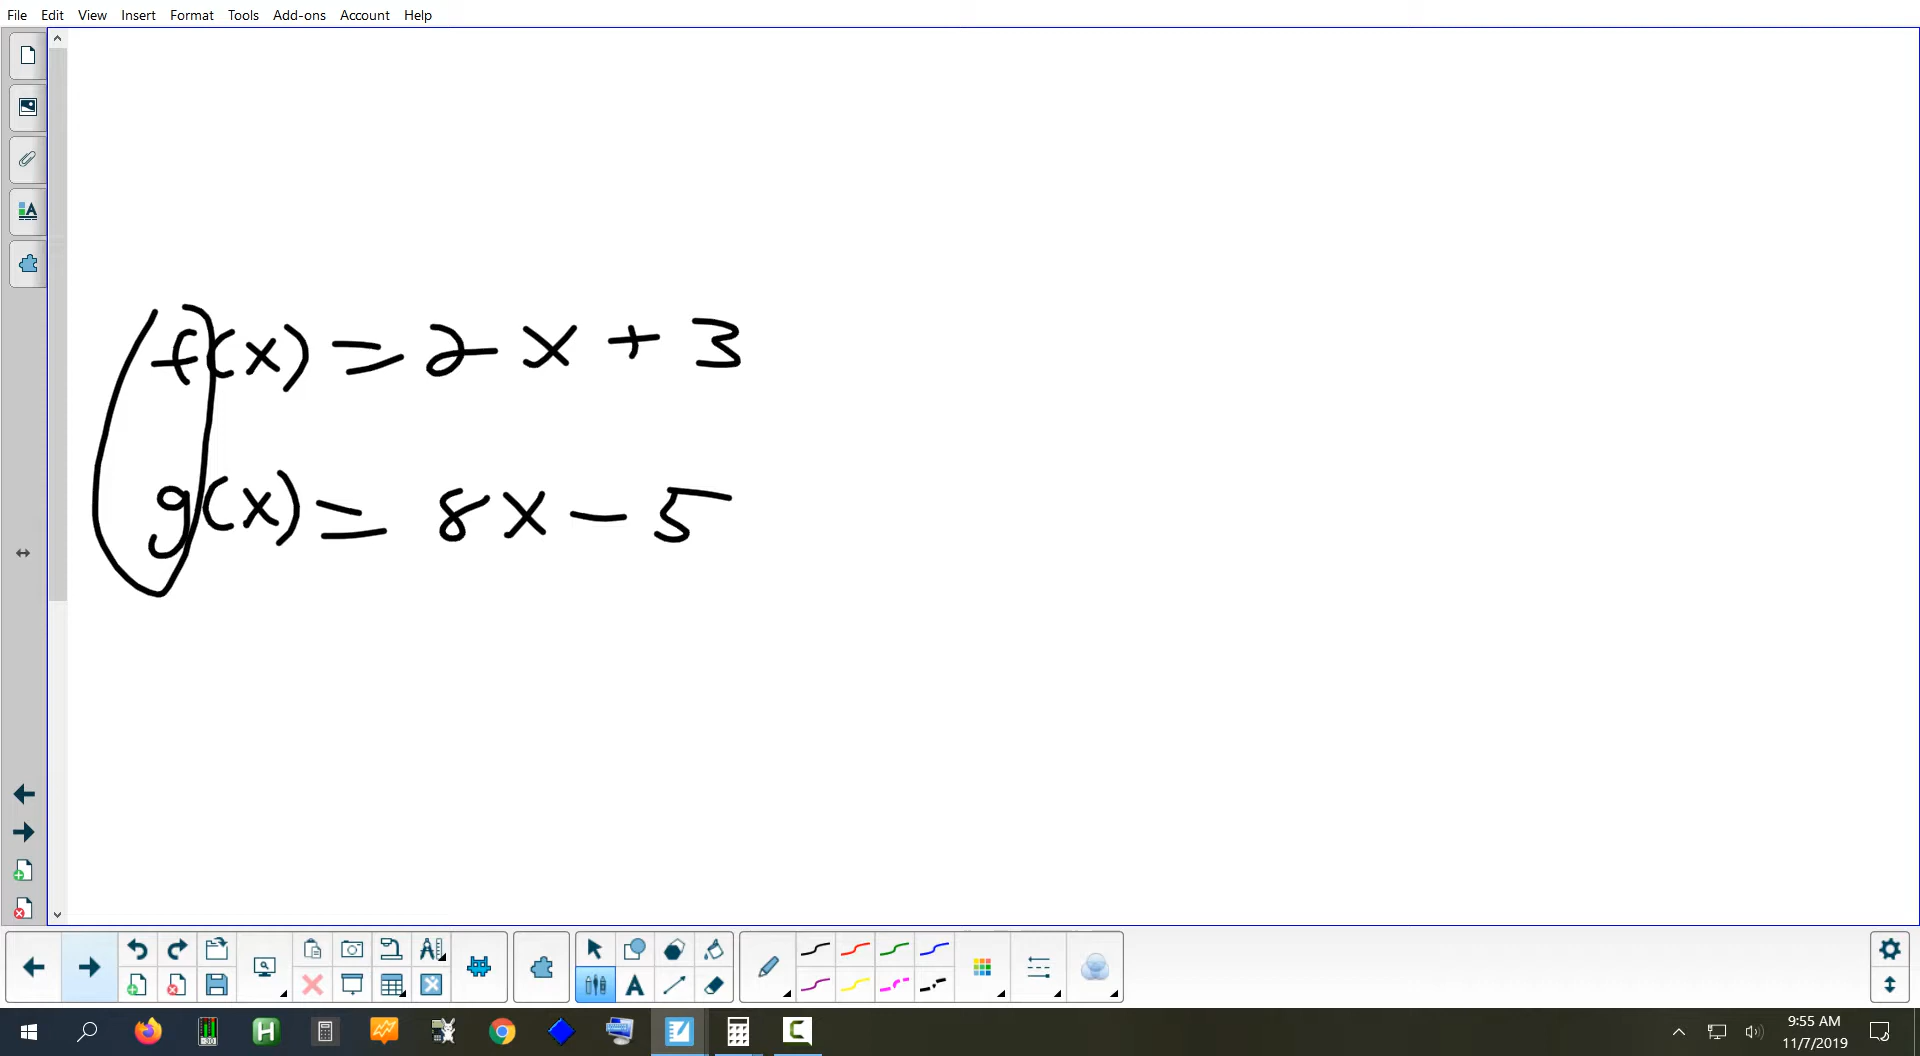 File Edit View Insert Format Tools Add-ons Account Help
f(x) = 2x + 3
g(x) = 8x - 5
9:55 AM
11/7/2019